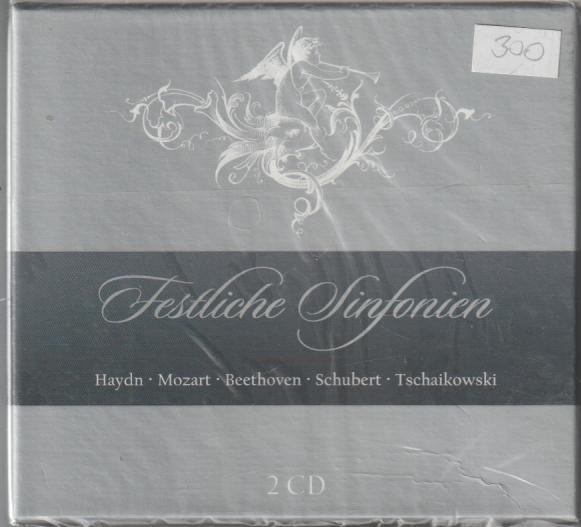 300
Festliche Sinfonien
Haydn · Mozart · Beethoven · Schubert · Tschaikowski
2 CD